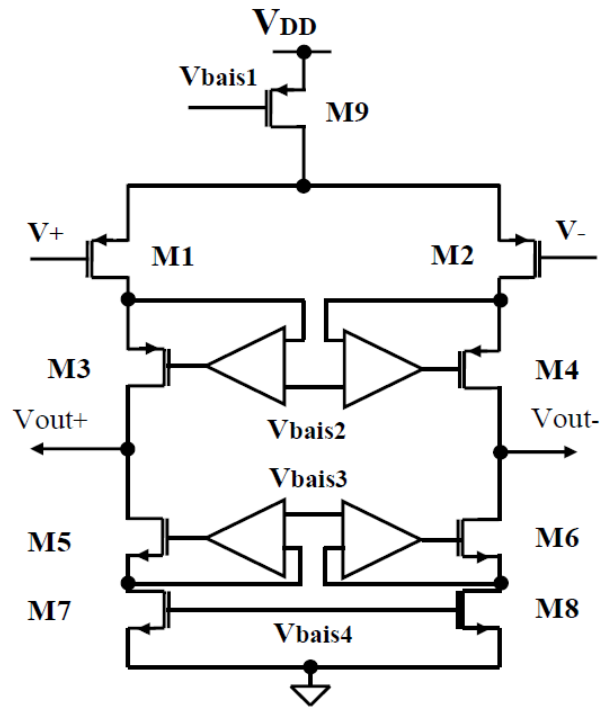 VDD
Vbais1
M9
V+
M1
M2
V-
M3
M4
Vout+
Vbais2
Vout-
Vbais3
M5
M6
M7
Vbais4
M8